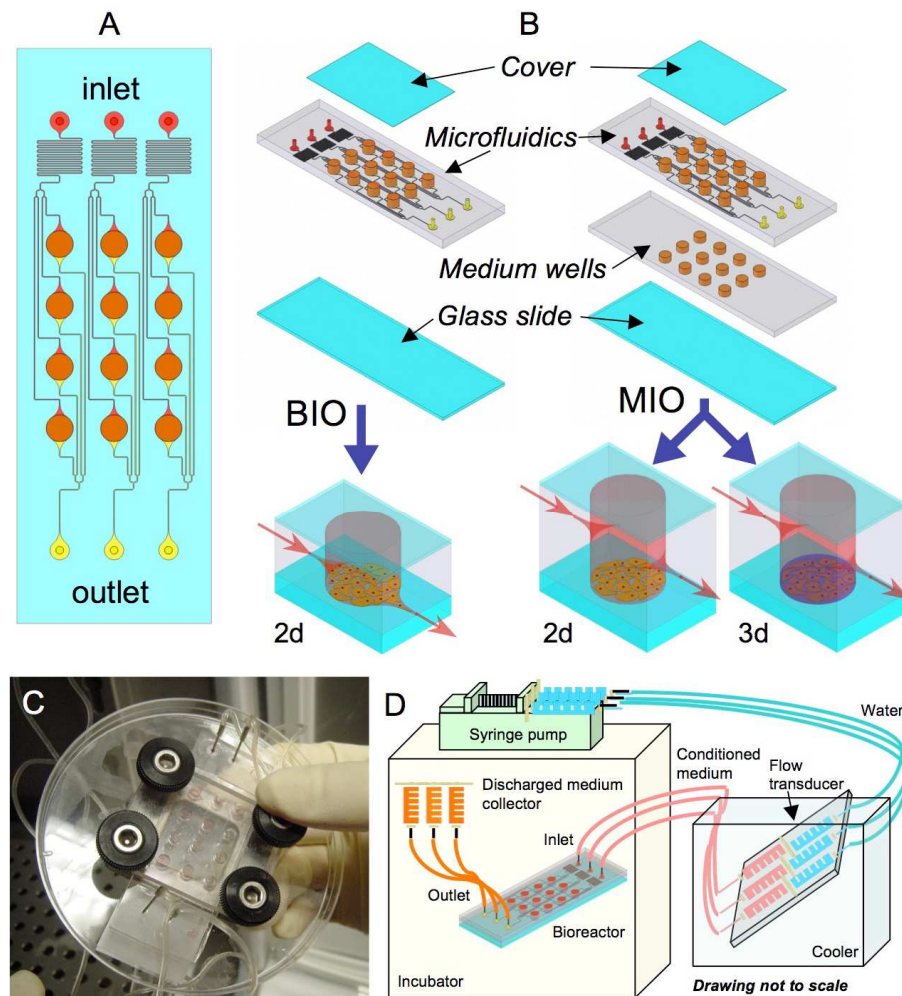 A
inlet
outlet
B
Cover
Microfluidics
Medium wells
Glass slide
BIO
MIO
2d
2d
3d
C
D
Syringe pump
Water
Conditioned
medium
Flow
transducer
Discharged medium
collector
Inlet
Outlet
Bioreactor
Incubator
Cooler
Drawing not to scale